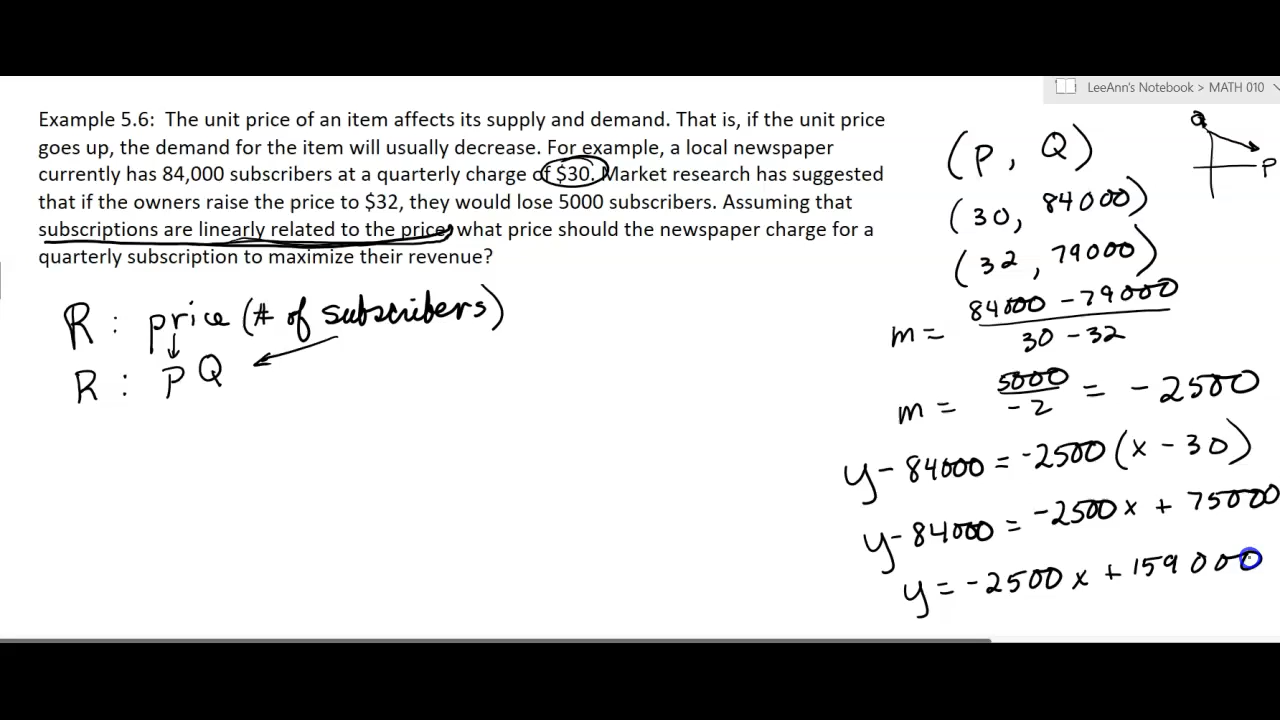 LeeAnn's Notebook > MATH 010
Example 5.6: The unit price of an item affects its supply and demand. That is, if the unit price
goes up, the demand for the item will usually decrease. For example, a local newspaper
currently has 84,000 subscribers at a quarterly charge of $30. Market research has suggested
that if the owners raise the price to $32, they would lose 5000 subscribers. Assuming that
subscriptions are linearly related to the price, what price should the newspaper charge for a
quarterly subscription to maximize their revenue?
R : price (# of subscribers)
R : P Q
(P, Q)
Q
P
(30, 84000)
(32, 79000)
m = 84000 - 79000
30 - 32
m = 5000 = -2500
-2
y - 84000 = -2500 (x - 30)
y - 84000 = -2500x + 75000
y = -2500x + 159000